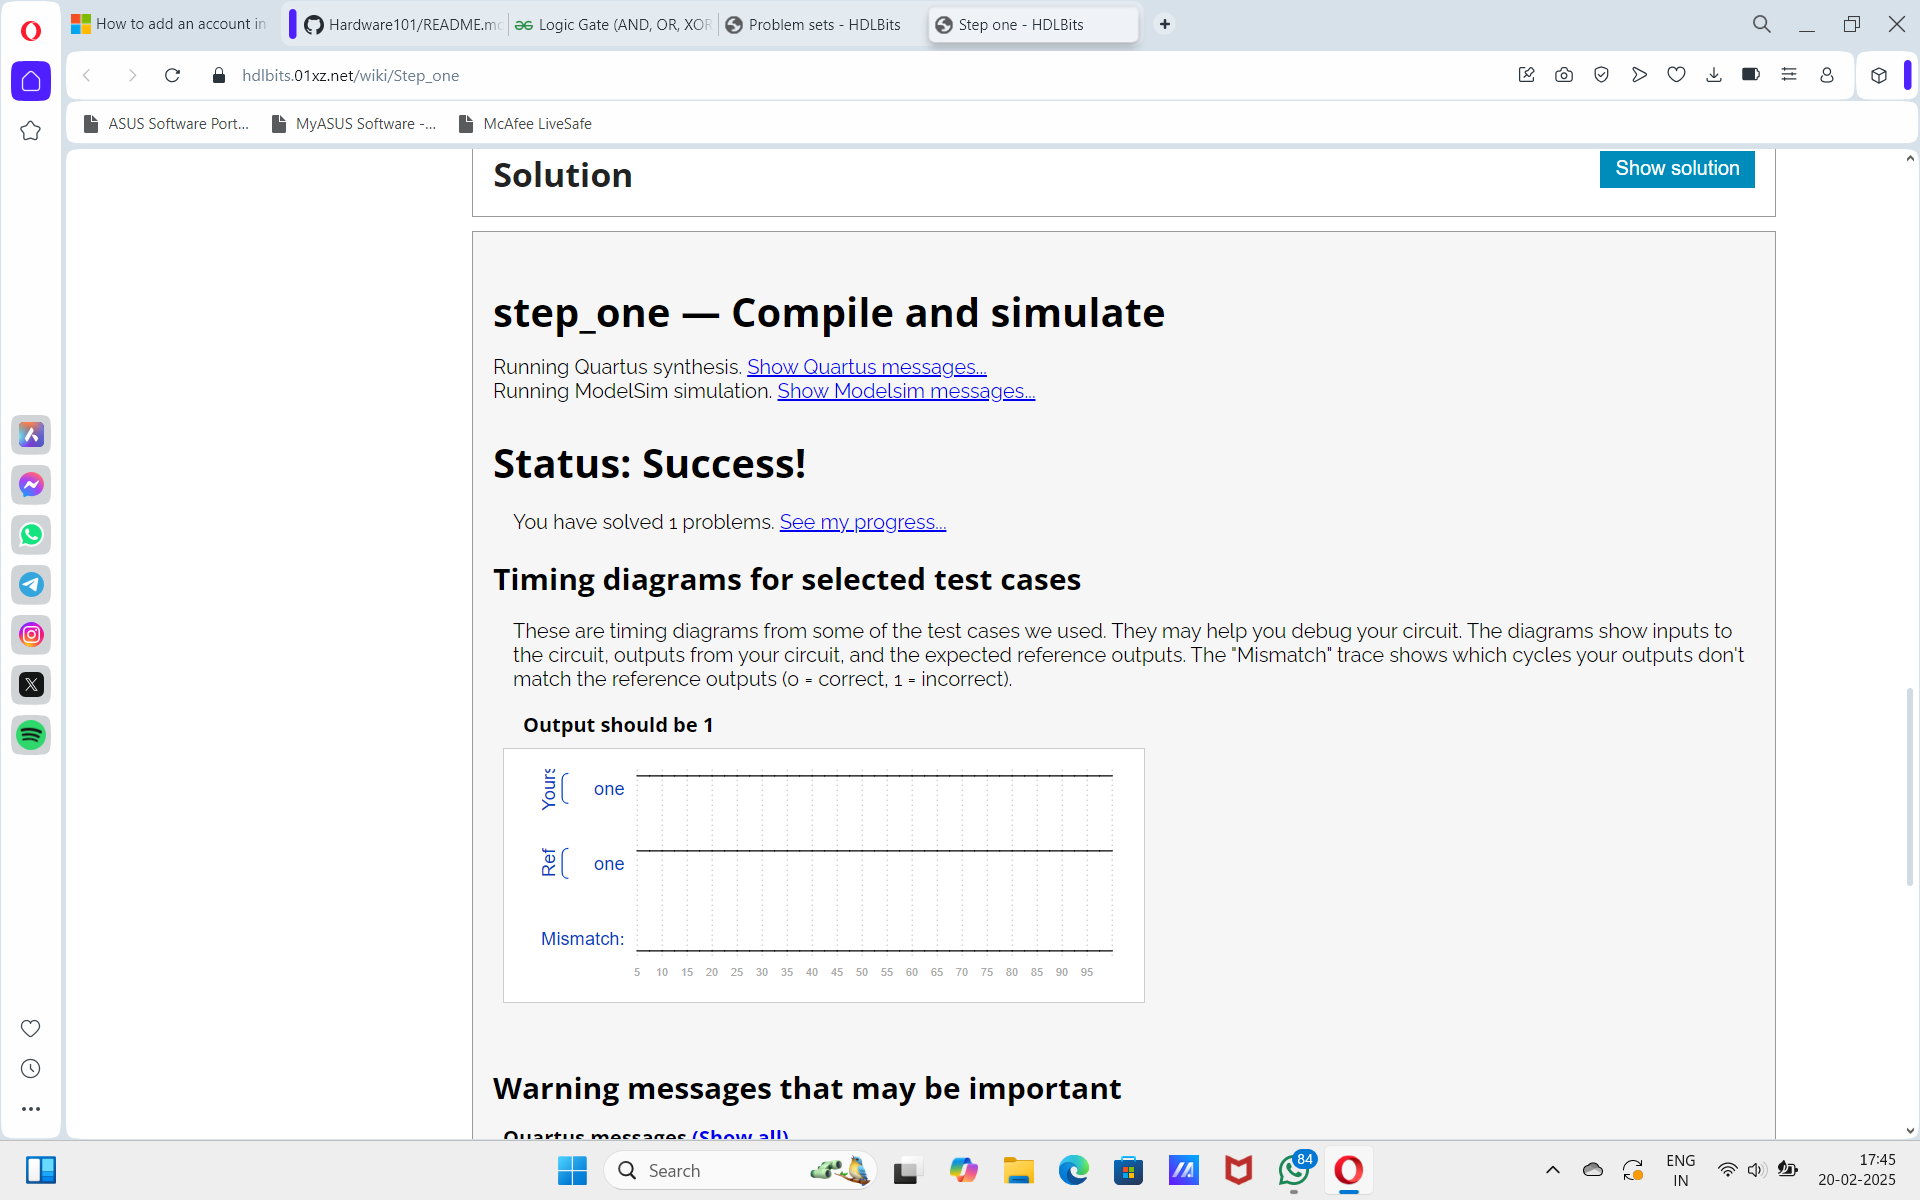 How to add an account in
Hardware101/README.m
Logic Gate (AND, OR, XOR
Problem sets - HDLBits
Step one - HDLBits
hdlbits.01xz.net/wiki/Step_one
ASUS Software Port...
MyASUS Software -...
McAfee LiveSafe
Solution
Show solution
step_one — Compile and simulate
Running Quartus synthesis. Show Quartus messages...
Running ModelSim simulation. Show Modelsim messages...
Status: Success!
You have solved 1 problems. See my progress...
Timing diagrams for selected test cases
These are timing diagrams from some of the test cases we used. They may help you debug your circuit. The diagrams show inputs to
the circuit, outputs from your circuit, and the expected reference outputs. The "Mismatch" trace shows which cycles your outputs don't
match the reference outputs (0 = correct, 1 = incorrect).
Output should be 1
Yours
one
Ref
one
Mismatch:
5 10 15 20 25 30 35 40 45 50 55 60 65 70 75 80 85 90 95
Warning messages that may be important
Quartus messages (Show all)
Search
84
ENG
IN
17:45
20-02-2025